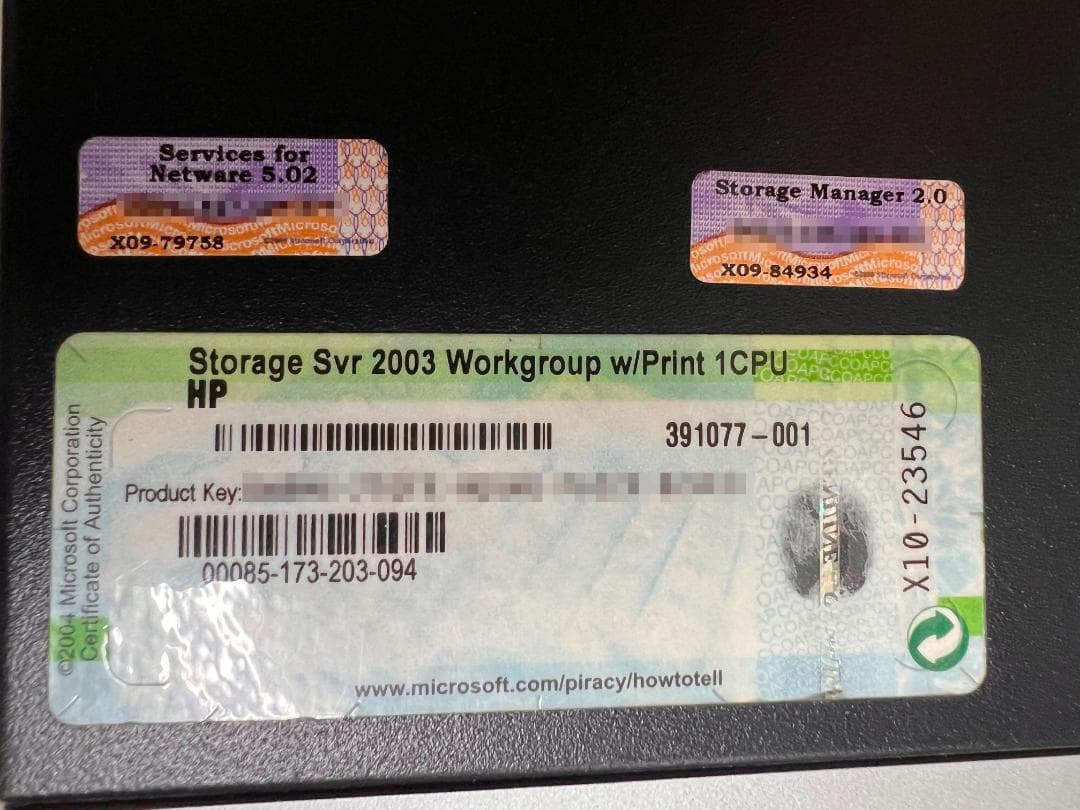 Services for
Netware 5.02
X09-79758
Storage Manager 2.0
X09-84934
Storage Svr 2003 Workgroup w/Print 1CPU
HP
391077-001
Product Key:
00085-173-203-094
www.microsoft.com/piracy/howtotell
©2004 Microsoft Corporation
Certificate of Authenticity
X10-23546